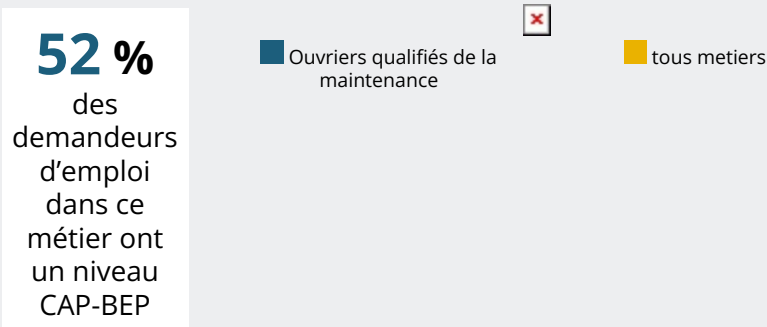 52 %
des
demandeurs
d’emploi
dans ce
métier ont
un niveau
CAP-BEP
Ouvriers qualifiés de la
maintenance
tous metiers